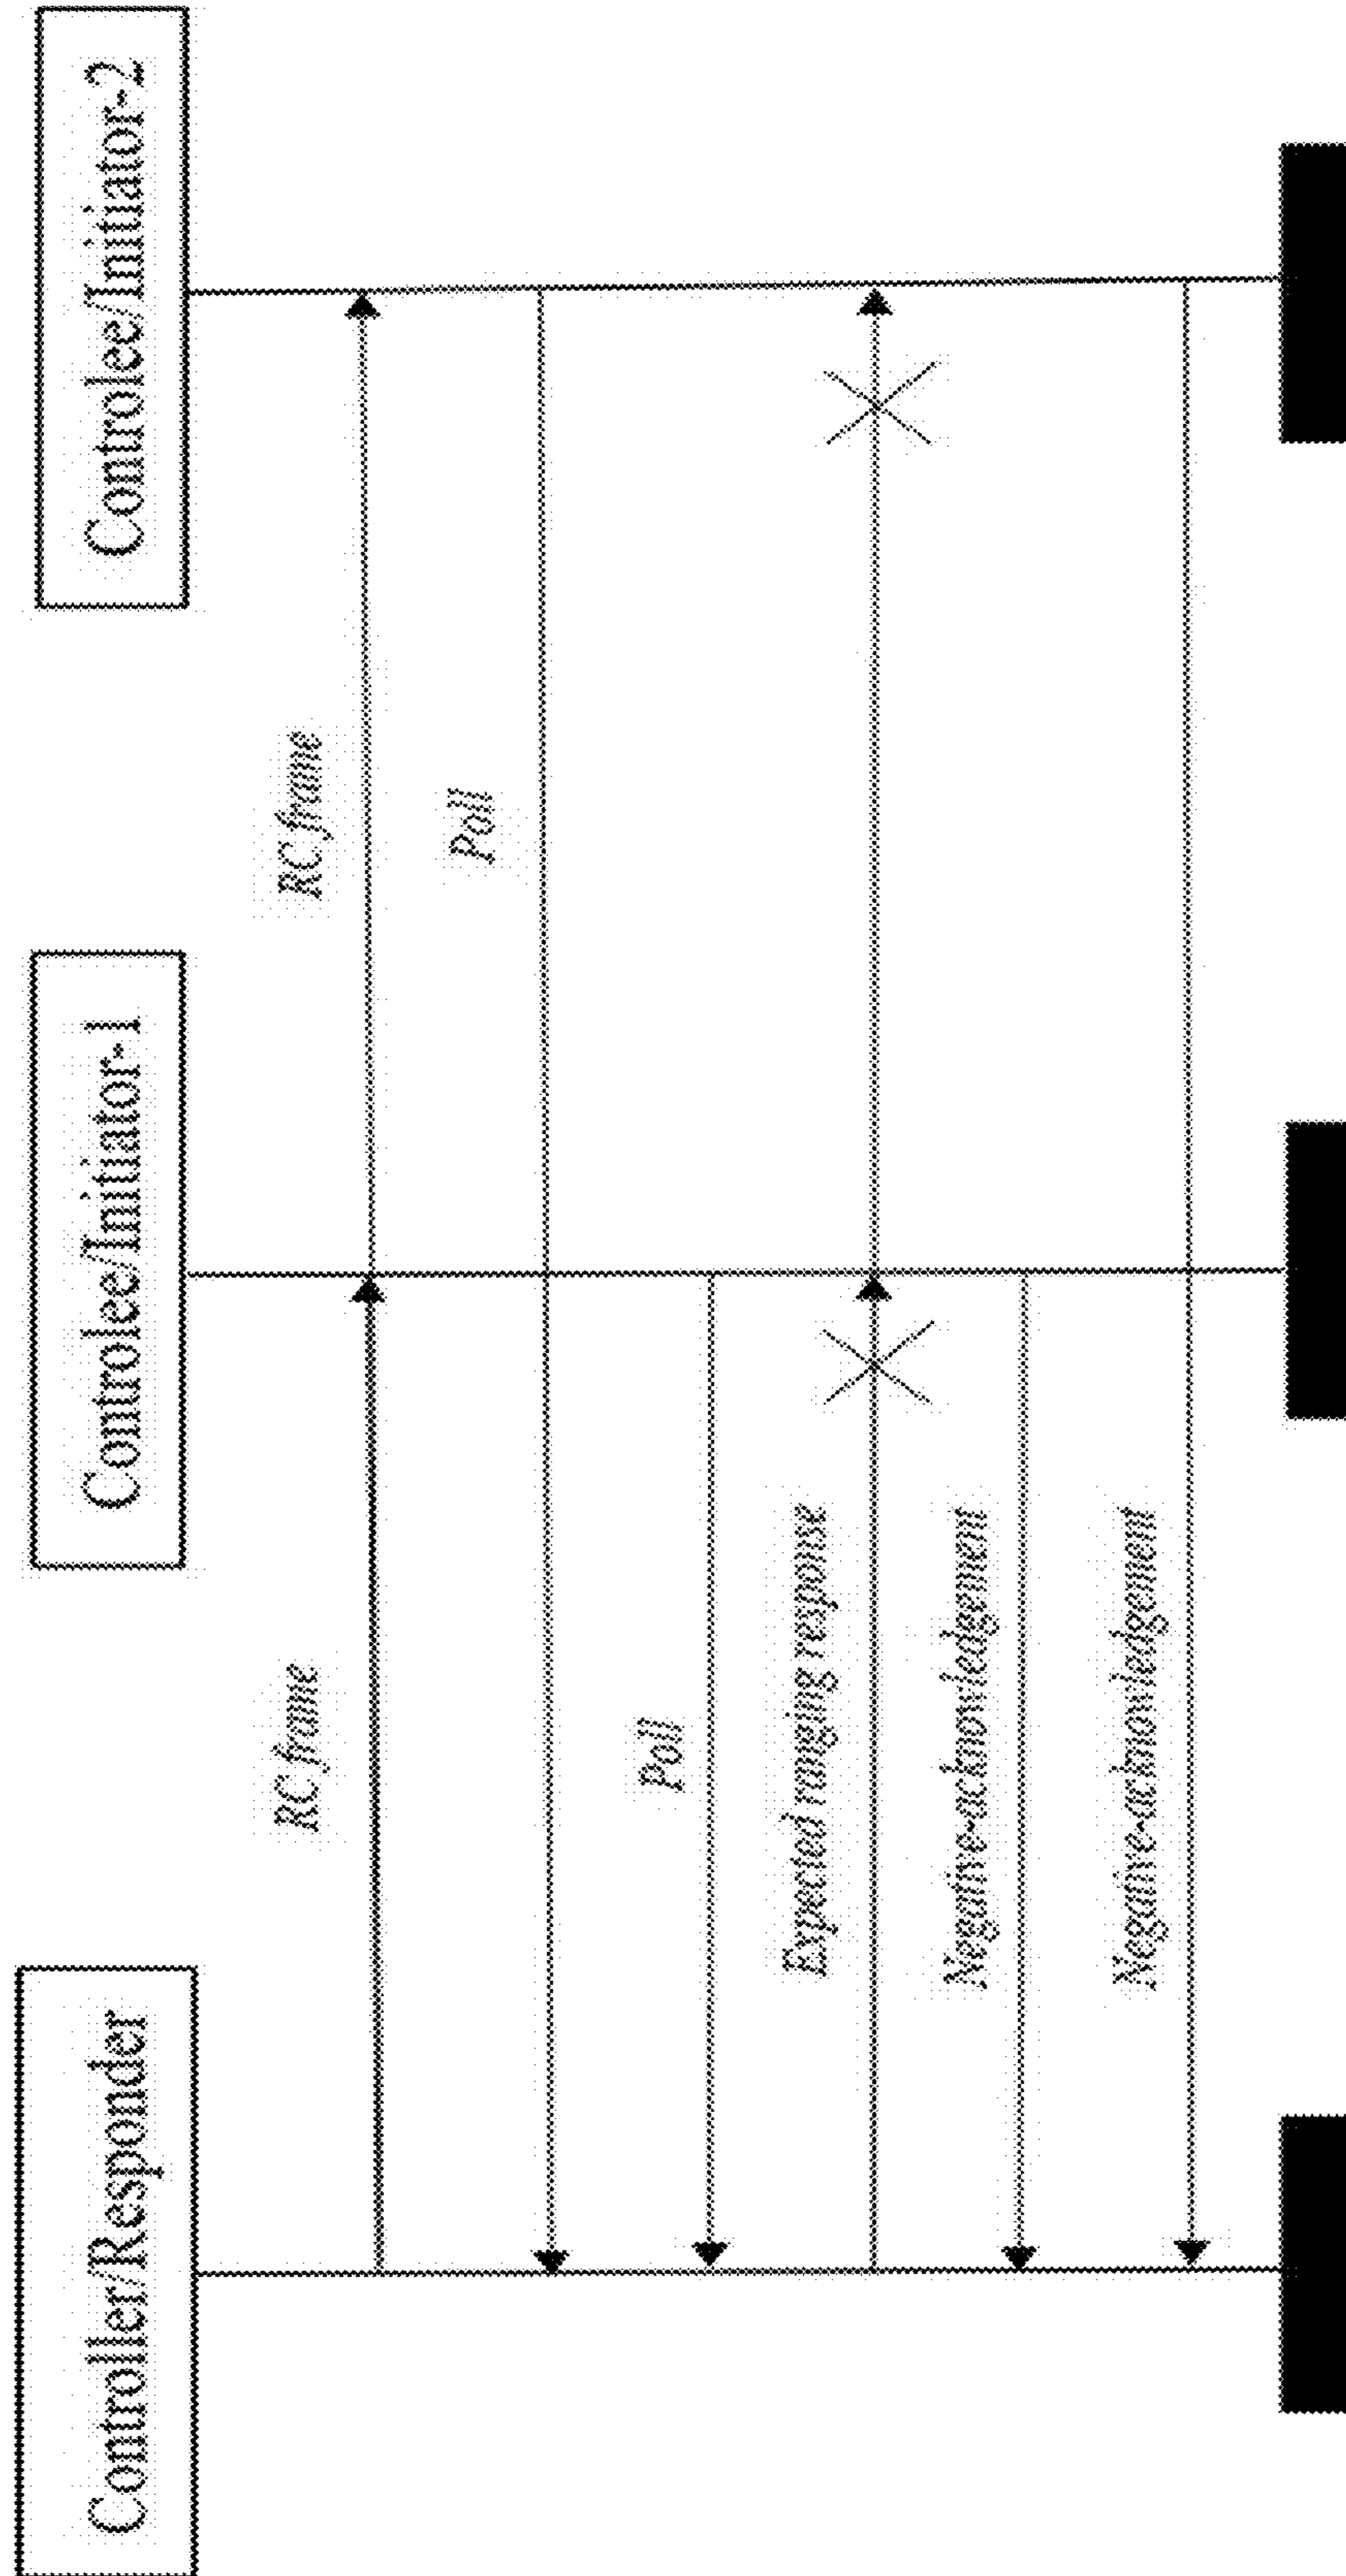 Controller/Responder
Controlee/Initiator-1
Controlee/Initiator-2
RC frame
RC frame
Poll
Poll
Expected ranging response
Negative-acknowledgement
Negative-acknowledgement